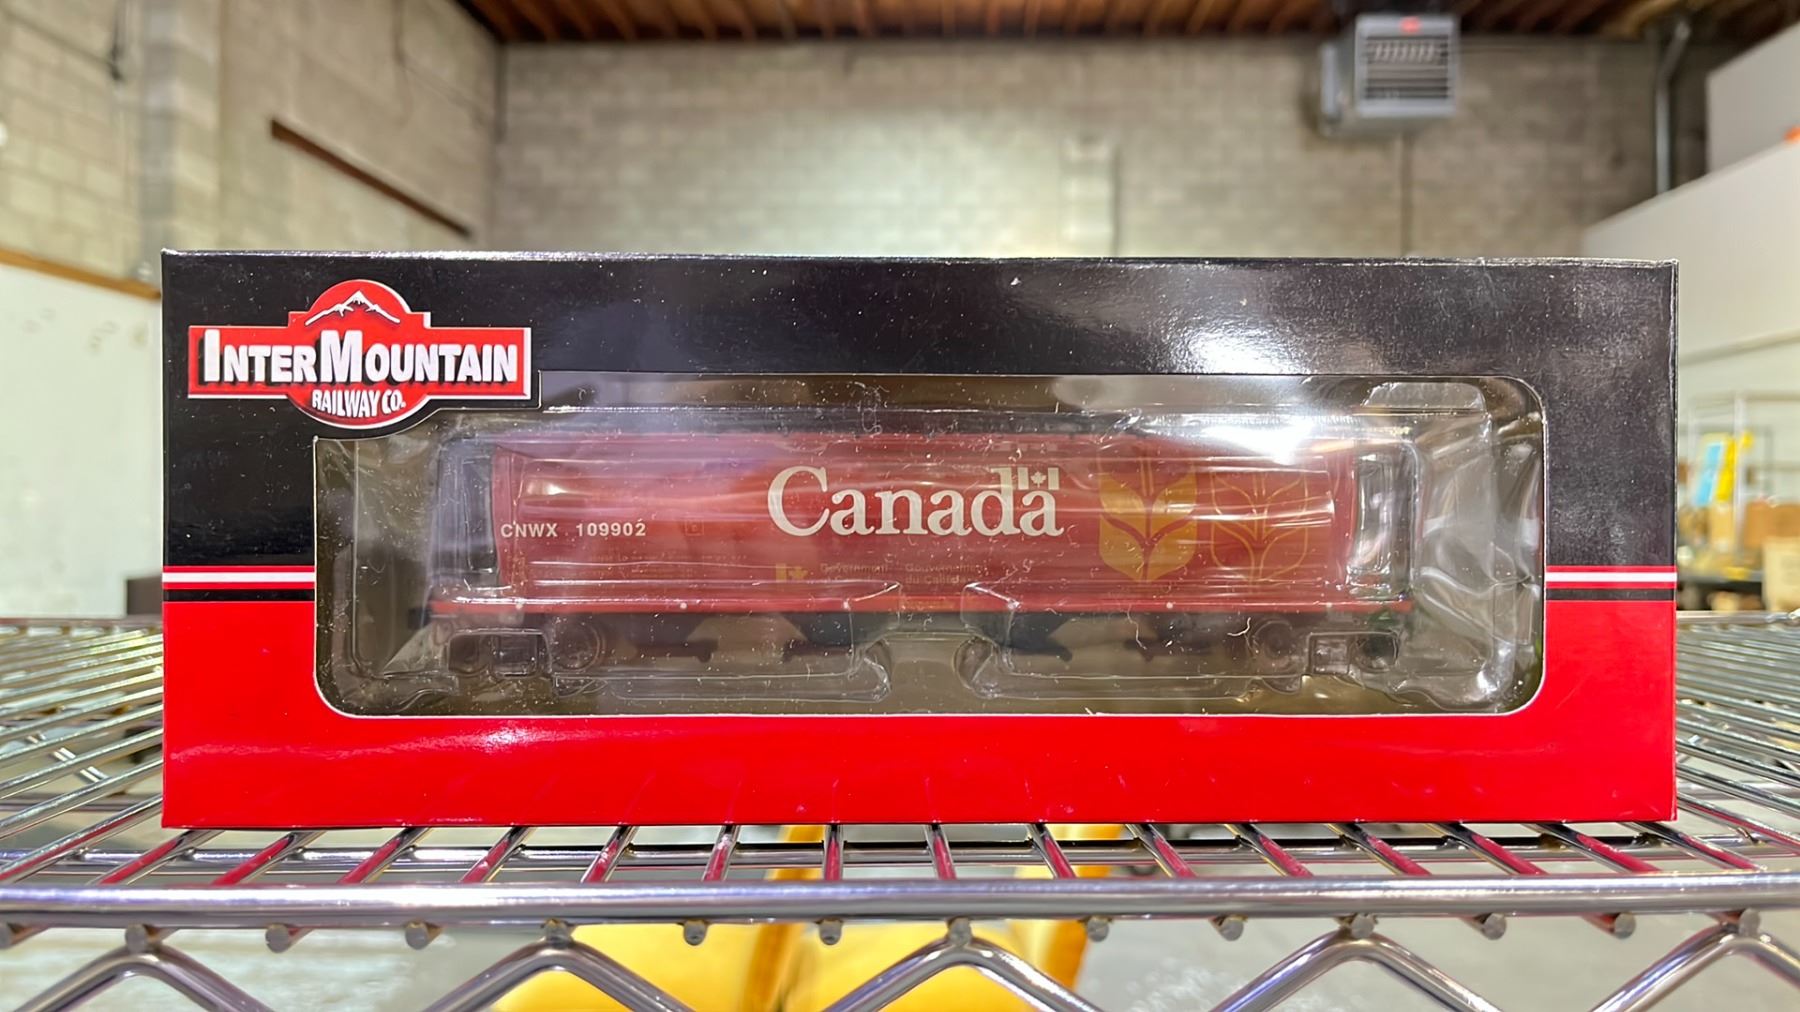 INTERMOUNTAIN
RAILWAY CO.
Canada
CNWX 109902
Government Gouvernement
du Canada